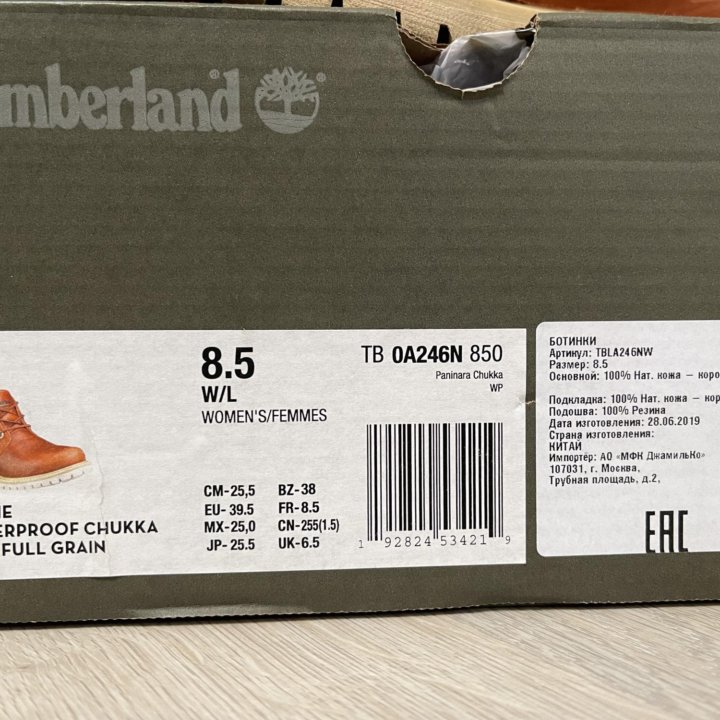 mberland
8.5
W/L
WOMEN'S/FEMMES
CM-25,5 BZ-38
EU-39.5 FR-8.5
MX-25,0 CN-255(1.5)
JP-25.5 UK-6.5
TB 0A246N 850
Paninara Chukka
WP
1 92824 53421 9
ERPROOF CHUKKA
FULL GRAIN
БОТИНКИ
Артикул: TBLA246NW
Размер: 8.5
Основной: 100% Нат. кожа – коро
Подкладка: 100% Нат. кожа – кор
Подошва: 100% Резина
Дата изготовления: 28.06.2019
Страна изготовления:
КИТАЙ
Импортёр: АО «МФК ДжамильКо»
107031, г. Москва,
Трубная площадь, д.2,
EAC